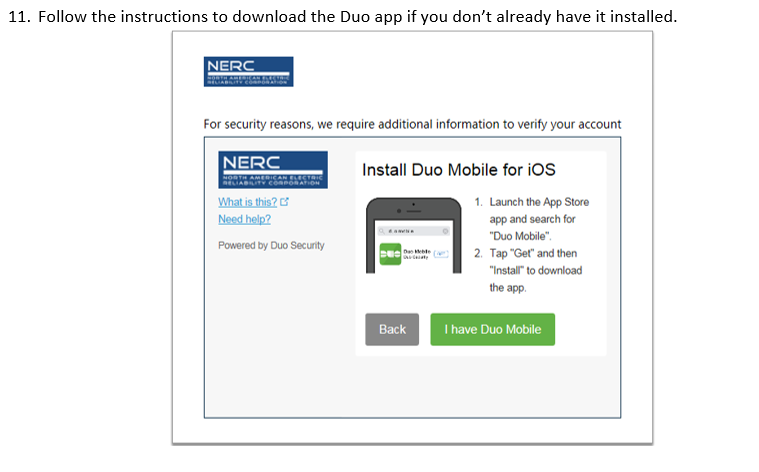 11. Follow the instructions to download the Duo app if you don’t already have it installed.
NERC
NORTH AMERICAN ELECTRIC
RELIABILITY CORPORATION
For security reasons, we require additional information to verify your account
NERC
NORTH AMERICAN ELECTRIC
RELIABILITY CORPORATION
What is this?
Need help?
Powered by Duo Security
Install Duo Mobile for iOS
Duo Mobile
Duo Security
1. Launch the App Store
app and search for
"Duo Mobile".
2. Tap "Get" and then
"Install" to download
the app.
Back
I have Duo Mobile